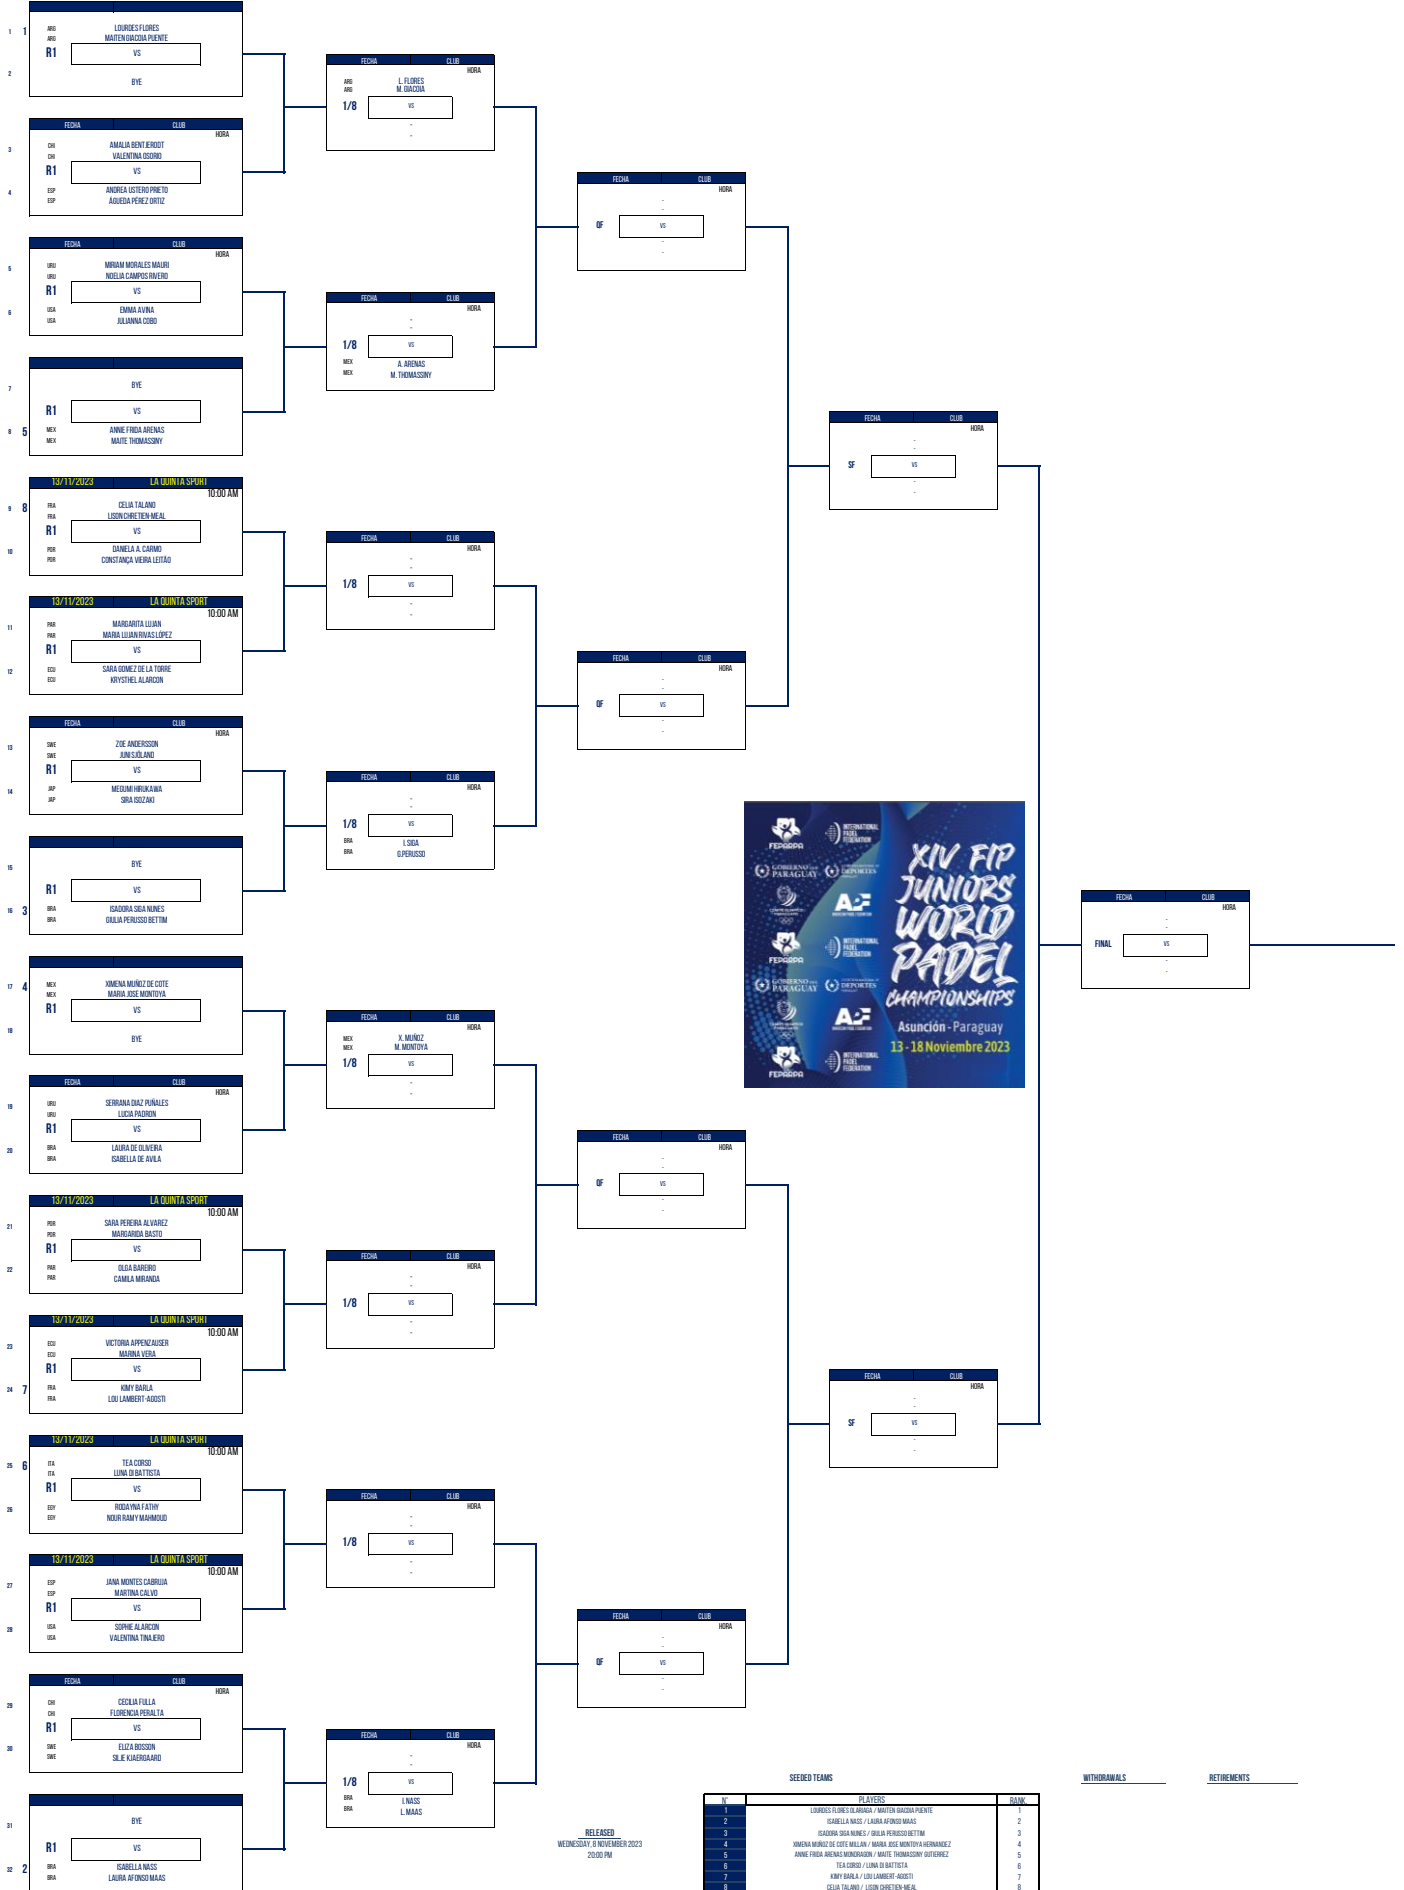 1 1 ARG LOURDES FLORES
ARG MAITEN GIACOIA PUENTE
R1 VS
2 BYE
FECHA CLUB
HORA
3 CHI AMALIA BENTJERODT
CHI VALENTINA OSORIO
R1 VS
4 ESP ANDREA USTERO PRIETO
ESP ÁGUEDA PÉREZ ORTIZ
FECHA CLUB
HORA
5 URU MIRIAM MORALES MAURI
URU NOELIA CAMPOS RIVERO
R1 VS
6 USA EMMA AVINA
USA JULIANNA COBO
7 BYE
R1 VS
8 5 MEX ANNIE FRIDA ARENAS
MEX MAITE THOMASSINY
13/11/2023 LA QUINTA SPORT
10:00 AM
9 8 FRA CELIA TALANO
FRA LISON CHRETIEN-MEAL
R1 VS
10 POR DANIELA A. CARMO
POR CONSTANÇA VIEIRA LEITÃO
13/11/2023 LA QUINTA SPORT
10:00 AM
11 PAR MARGARITA LUJAN
PAR MARIA LUJAN RIVAS LÓPEZ
R1 VS
12 ECU SARA GOMEZ DE LA TORRE
ECU KRYSTHEL ALARCON
FECHA CLUB
HORA
13 SWE ZOE ANDERSSON
SWE JUNI SJÖLAND
R1 VS
14 JAP MEGUMI HIRUKAWA
JAP SIRA ISOZAKI
15 BYE
R1 VS
16 3 BRA ISADORA SIGA NUNES
BRA GIULIA PERUSSO BETTIM
17 4 MEX XIMENA MUÑOZ DE COTE
MEX MARIA JOSE MONTOYA
R1 VS
18 BYE
FECHA CLUB
HORA
19 URU SERRANA DIAZ PUÑALES
URU LUCIA PADRON
R1 VS
20 BRA LAURA DE OLIVEIRA
BRA ISABELLA DE AVILA
13/11/2023 LA QUINTA SPORT
10:00 AM
21 POR SARA PEREIRA ALVAREZ
POR MARGARIDA BASTO
R1 VS
22 PAR OLGA BAREIRO
PAR CAMILA MIRANDA
13/11/2023 LA QUINTA SPORT
10:00 AM
23 ECU VICTORIA APPENZAUSER
ECU MARINA VERA
R1 VS
24 7 FRA KIMY BARLA
FRA LOU LAMBERT-AGOSTI
13/11/2023 LA QUINTA SPORT
10:00 AM
25 6 ITA TEA CORSO
ITA LUNA DI BATTISTA
R1 VS
26 EGY RODAYNA FATHY
EGY NOUR RAMY MAHMOUD
13/11/2023 LA QUINTA SPORT
10:00 AM
27 ESP JANA MONTES CABRUJA
ESP MARTINA CALVO
R1 VS
28 USA SOPHIE ALARCON
USA VALENTINA TINAJERO
FECHA CLUB
HORA
29 CHI CECILIA FULLA
CHI FLORENCIA PERALTA
R1 VS
30 SWE ELIZA BOSSON
SWE SILJE KJAERGAARD
31 BYE
R1 VS
32 2 BRA ISABELLA NASS
BRA LAURA AFONSO MAAS
FECHA CLUB
HORA
ARG L. FLORES
ARG M. GIACOIA
1/8 VS
-
-
FECHA CLUB
HORA
-
-
1/8 VS
MEX A. ARENAS
MEX M. THOMASSINY
FECHA CLUB
HORA
-
-
1/8 VS
-
-
FECHA CLUB
HORA
-
-
1/8 VS
BRA I. SIGA
BRA G.PERUSSO
FECHA CLUB
HORA
MEX X. MUÑOZ
MEX M. MONTOYA
1/8 VS
-
-
FECHA CLUB
HORA
-
-
1/8 VS
-
-
FECHA CLUB
HORA
-
-
1/8 VS
-
-
FECHA CLUB
HORA
-
-
1/8 VS
BRA I. NASS
BRA L. MAAS
FECHA CLUB
HORA
-
-
QF VS
-
-
FECHA CLUB
HORA
-
-
QF VS
-
-
FECHA CLUB
HORA
-
-
QF VS
-
-
FECHA CLUB
HORA
-
-
QF VS
-
-
FECHA CLUB
HORA
-
-
SF VS
-
-
FECHA CLUB
HORA
-
-
SF VS
-
-
FECHA CLUB
HORA
-
-
FINAL VS
-
-
FEPARPA
INTERNATIONAL
PADEL
FEDERATION
GOBIERNO DEL
PARAGUAY
DEPORTES
APF
FEPARPA
INTERNATIONAL
PADEL
FEDERATION
GOBIERNO DEL
PARAGUAY
DEPORTES
APF
FEPARPA
INTERNATIONAL
PADEL
FEDERATION
XIV FIP
JUNIORS
WORLD
PADEL
CHAMPIONSHIPS
Asunción - Paraguay
13 - 18 Noviembre 2023
RELEASED
WEDNESDAY, 8 NOVEMBER 2023
20:00 PM
SEEDED TEAMS
N° PLAYERS RANK
1 LOURDES FLORES OLARIAGA / MAITEN GIACOIA PUENTE 1
2 ISABELLA NASS / LAURA AFONSO MAAS 2
3 ISADORA SIGA NUNES / GIULIA PERUSSO BETTIM 3
4 XIMENA MUÑOZ DE COTE MILLAN / MARIA JOSE MONTOYA HERNANDEZ 4
5 ANNIE FRIDA ARENAS MONDRAGON / MAITE THOMASSINY GUTIERREZ 5
6 TEA CORSO / LUNA DI BATTISTA 6
7 KIMY BARLA / LOU LAMBERT-AGOSTI 7
8 CELIA TALANO / LISON CHRETIEN-MEAL 8
WITHDRAWALS
RETIREMENTS